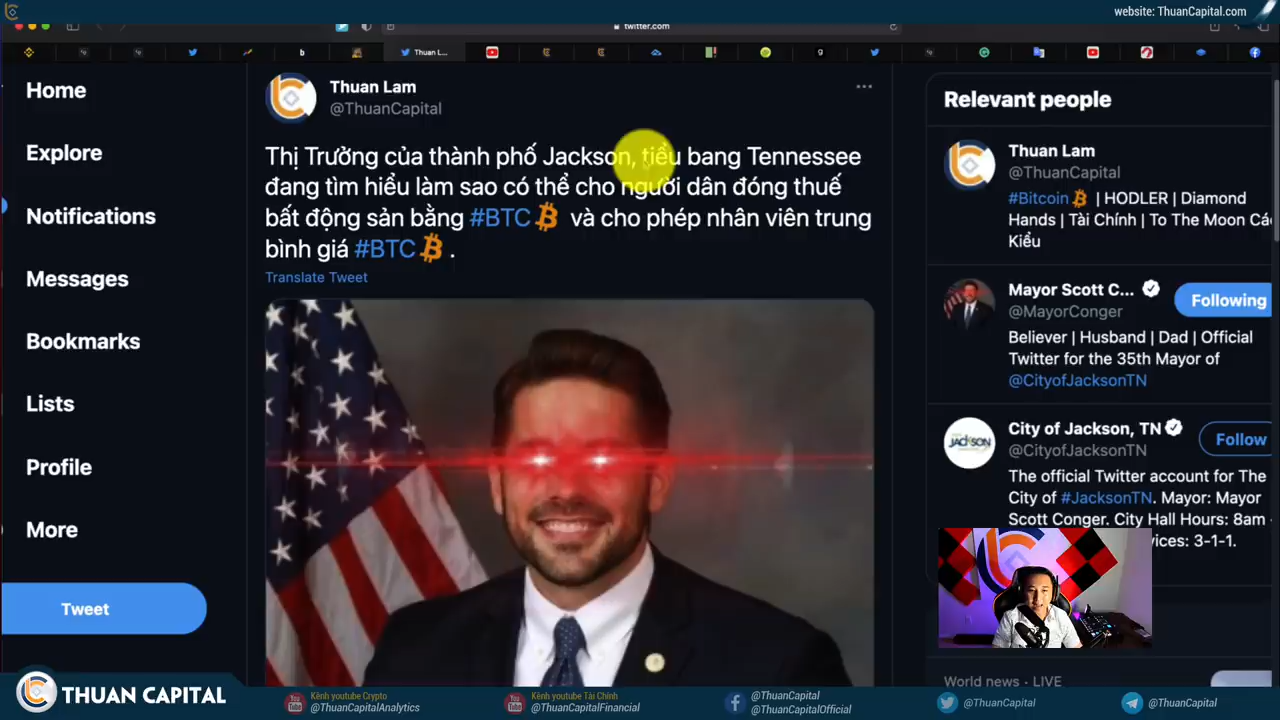 website: ThuanCapital.com
twitter.com
Thuan L...
Home
Explore
Notifications
Messages
Bookmarks
Lists
Profile
More
Tweet
Thuan Lam
@ThuanCapital
Thị Trưởng của thành phố Jackson, tiểu bang Tennessee
đang tìm hiểu làm sao có thể cho người dân đóng thuế
bất động sản bằng #BTC và cho phép nhân viên trung
bình giá #BTC .
Translate Tweet
Relevant people
Thuan Lam
@ThuanCapital
#Bitcoin | HODLER | Diamond
Hands | Tài Chính | To The Moon Các
Kiểu
Mayor Scott C...
@MayorConger
Following
Believer | Husband | Dad | Official
Twitter for the 35th Mayor of
@CityofJacksonTN
City of Jackson, TN
@CityofJacksonTN
Follow
The official Twitter account for The
City of #JacksonTN. Mayor: Mayor
Scott Conger. City Hall Hours: 8am -
3-1-1.
JACKSON
World news · LIVE
THUAN CAPITAL
Kênh youtube Crypto
@ThuanCapitalAnalytics
Kênh youtube Tài Chính
@ThuanCapitalFinancial
@ThuanCapital
@ThuanCapitalOfficial
@ThuanCapital
@ThuanCapital